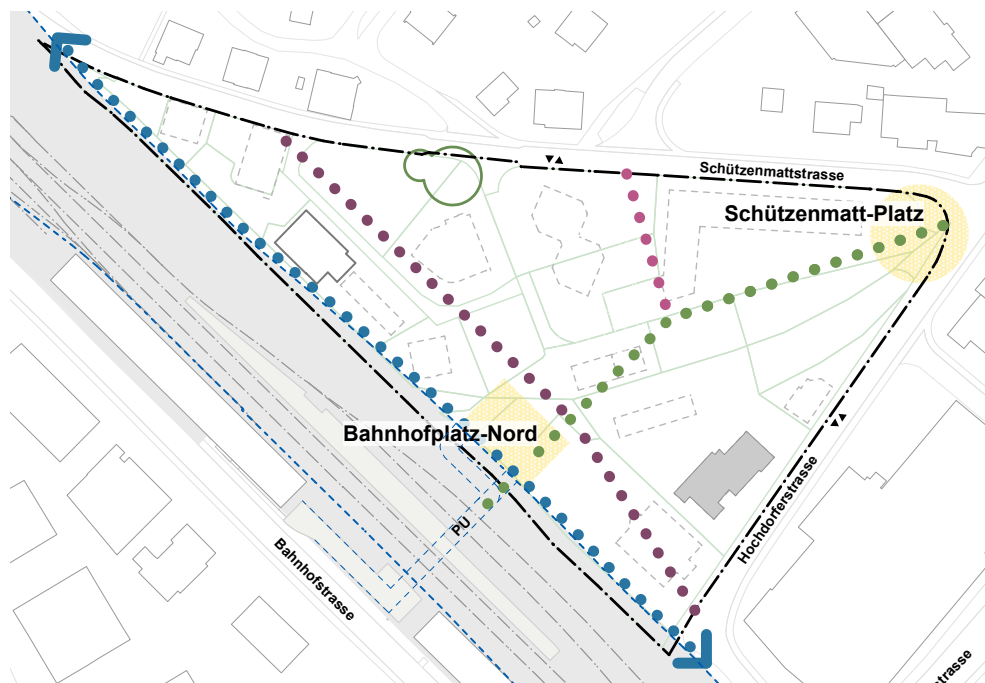 Schützenmattstrasse
Schützenmatt-Platz
Bahnhofplatz-Nord
PU
Bahnhofstrasse
Hochdorferstrasse